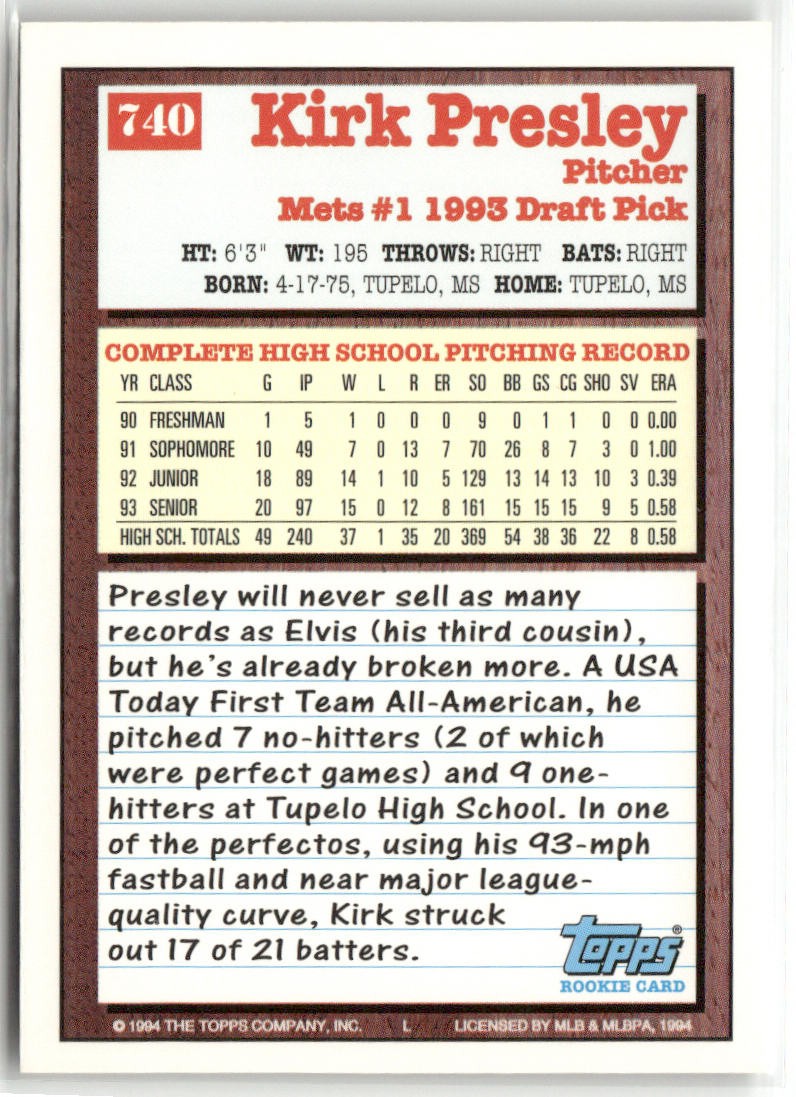 740 Kirk Presley
Pitcher
Mets #1 1993 Draft Pick
HT: 6'3" WT: 195 THROWS: RIGHT BATS: RIGHT
BORN: 4-17-75, TUPELO, MS HOME: TUPELO, MS
COMPLETE HIGH SCHOOL PITCHING RECORD
YR CLASS G IP W L R ER SO BB GS CG SHO SV ERA
90 FRESHMAN 1 5 1 0 0 0 9 0 1 1 0 0 0.00
91 SOPHOMORE 10 49 7 0 13 7 70 26 8 7 3 0 1.00
92 JUNIOR 18 89 14 1 10 5 129 13 14 13 10 3 0.39
93 SENIOR 20 97 15 0 12 8 161 15 15 15 9 5 0.58
HIGH SCH. TOTALS 49 240 37 1 35 20 369 54 38 36 22 8 0.58
Presley will never sell as many
records as Elvis (his third cousin),
but he's already broken more. A USA
Today First Team All-American, he
pitched 7 no-hitters (2 of which
were perfect games) and 9 one-
hitters at Tupelo High School. In one
of the perfectos, using his 93-mph
fastball and near major league-
quality curve, Kirk struck
out 17 of 21 batters.
topps®
ROOKIE CARD
© 1994 THE TOPPS COMPANY, INC. L LICENSED BY MLB & MLBPA, 1994